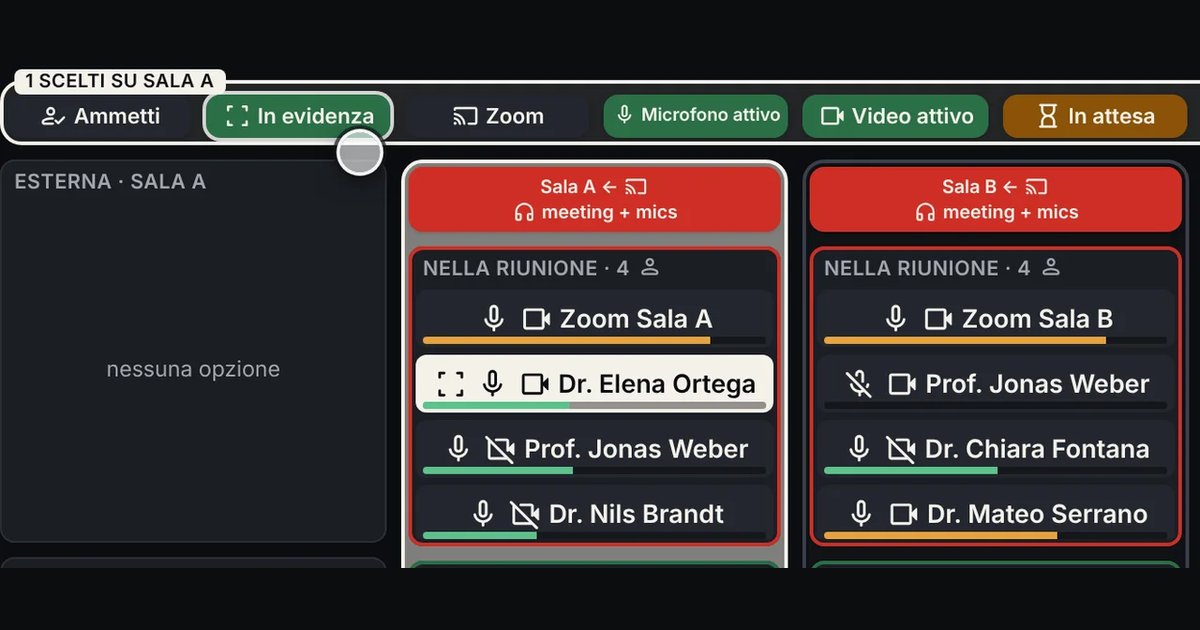 1 SCELTI SU SALA A
Ammetti
In evidenza
Zoom
Microfono attivo
Video attivo
In attesa
ESTERNA · SALA A
nessuna opzione
Sala A ←
meeting + mics
NELLA RIUNIONE · 4
Zoom Sala A
Dr. Elena Ortega
Prof. Jonas Weber
Dr. Nils Brandt
Sala B ←
meeting + mics
NELLA RIUNIONE · 4
Zoom Sala B
Prof. Jonas Weber
Dr. Chiara Fontana
Dr. Mateo Serrano